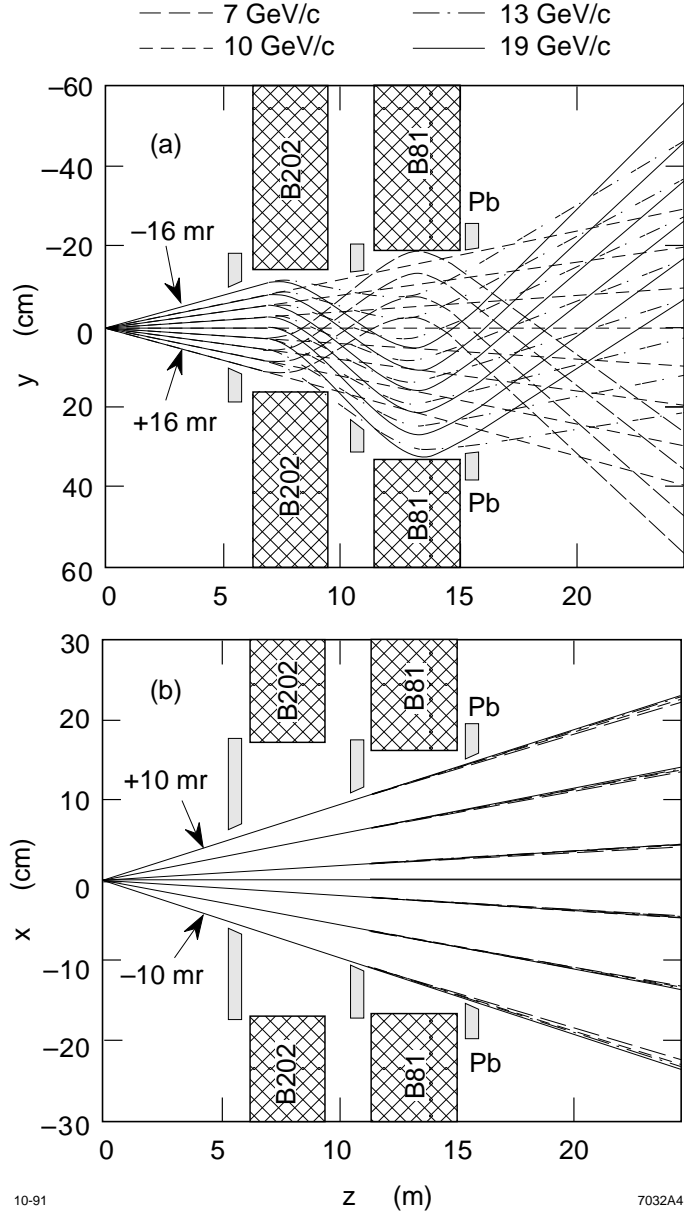 7 GeV/c 13 GeV/c
10 GeV/c 19 GeV/c
–60
(a)
B202
B81
–40
Pb
–20
–16 mr
0
y (cm)
+16 mr
20
B202
B81
40
Pb
60
0 5 10 15 20
30
(b)
B202
B81
20
Pb
+10 mr
10
0
x (cm)
–10
–10 mr
–20
B202
B81
Pb
–30
0 5 10 15 20
10-91 z (m) 7032A4